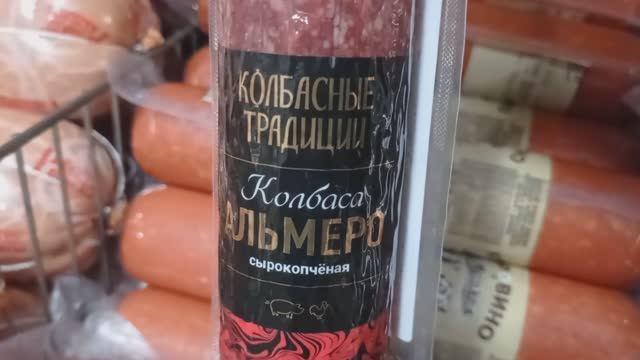 КОЛБАСНЫЕ
ТРАДИЦИИ
Колбаса
АЛЬМЕРО
сырокопчёная